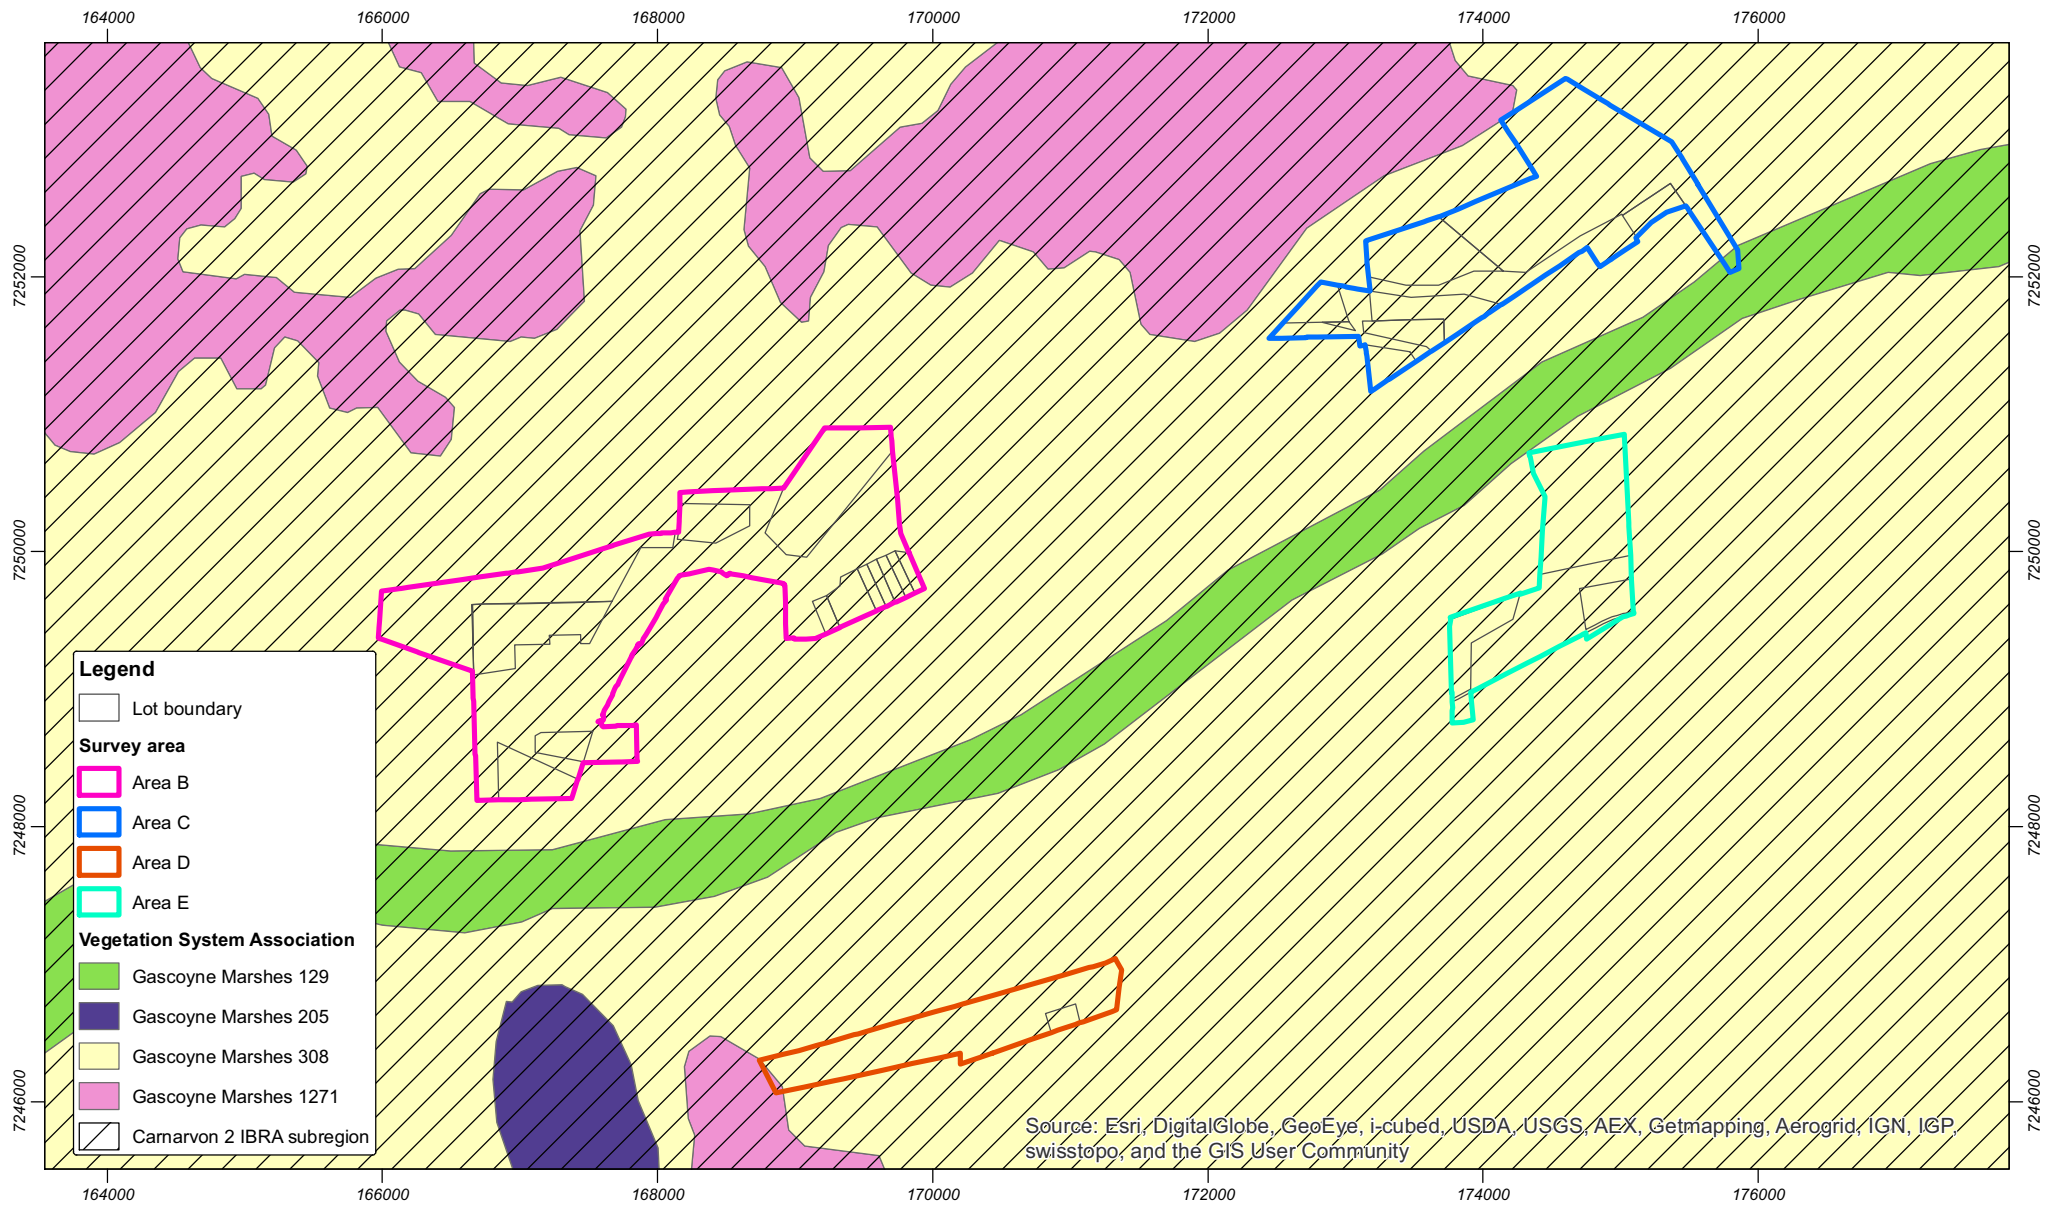 164000 166000 168000 170000 172000 174000 176000
7252000 7252000
7250000 7250000
7248000 7248000
7246000 7246000
Legend
Lot boundary
Survey area
Area B
Area C
Area D
Area E
Vegetation System Association
Gascoyne Marshes 129
Gascoyne Marshes 205
Gascoyne Marshes 308
Gascoyne Marshes 1271
Carnarvon 2 IBRA subregion
Source: Esri, DigitalGlobe, GeoEye, i-cubed, USDA, USGS, AEX, Getmapping, Aerogrid, IGN, IGP,
swisstopo, and the GIS User Community
164000 166000 168000 170000 172000 174000 176000